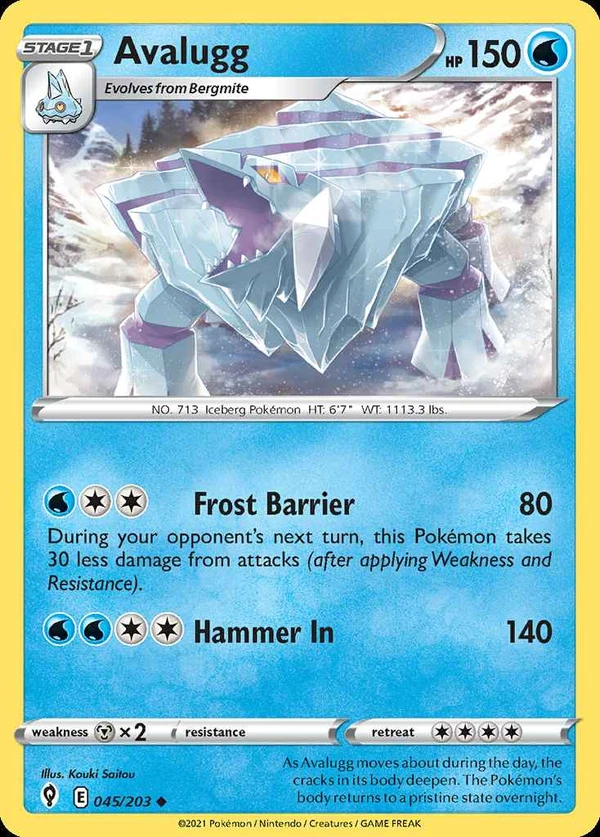 STAGE 1
Avalugg
HP 150
Evolves from Bergmite
NO. 713 Iceberg Pokémon HT: 6'7" WT: 1113.3 lbs.
Frost Barrier 80
During your opponent's next turn, this Pokémon takes
30 less damage from attacks (after applying Weakness and
Resistance).
Hammer In 140
weakness ×2 resistance retreat
Illus. Kouki Saitou
E 045/203
As Avalugg moves about during the day, the
cracks in its body deepen. The Pokémon's
body returns to a pristine state overnight.
©2021 Pokémon / Nintendo / Creatures / GAME FREAK